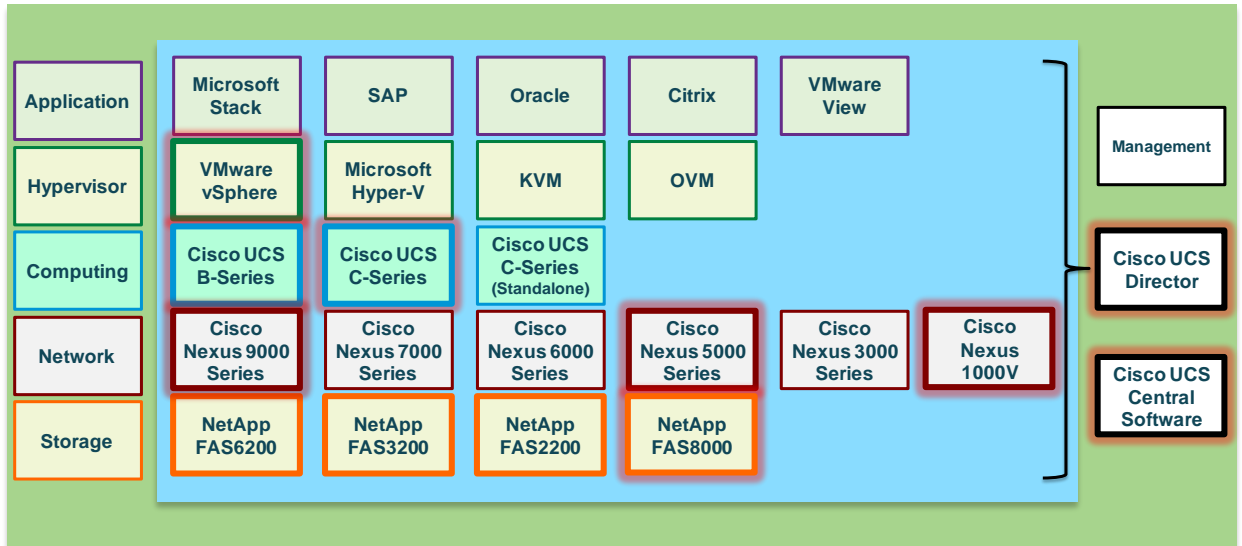 Application
Microsoft
Stack
SAP
Oracle
Citrix
VMware
View
Hypervisor
VMware
vSphere
Microsoft
Hyper-V
KVM
OVM
Computing
Cisco UCS
B-Series
Cisco UCS
C-Series
Cisco UCS
C-Series
(Standalone)
Network
Cisco
Nexus 9000
Series
Cisco
Nexus 7000
Series
Cisco
Nexus 6000
Series
Cisco
Nexus 5000
Series
Cisco
Nexus 3000
Series
Cisco
Nexus
1000V
Storage
NetApp
FAS6200
NetApp
FAS3200
NetApp
FAS2200
NetApp
FAS8000
Management
Cisco UCS
Director
Cisco UCS
Central
Software